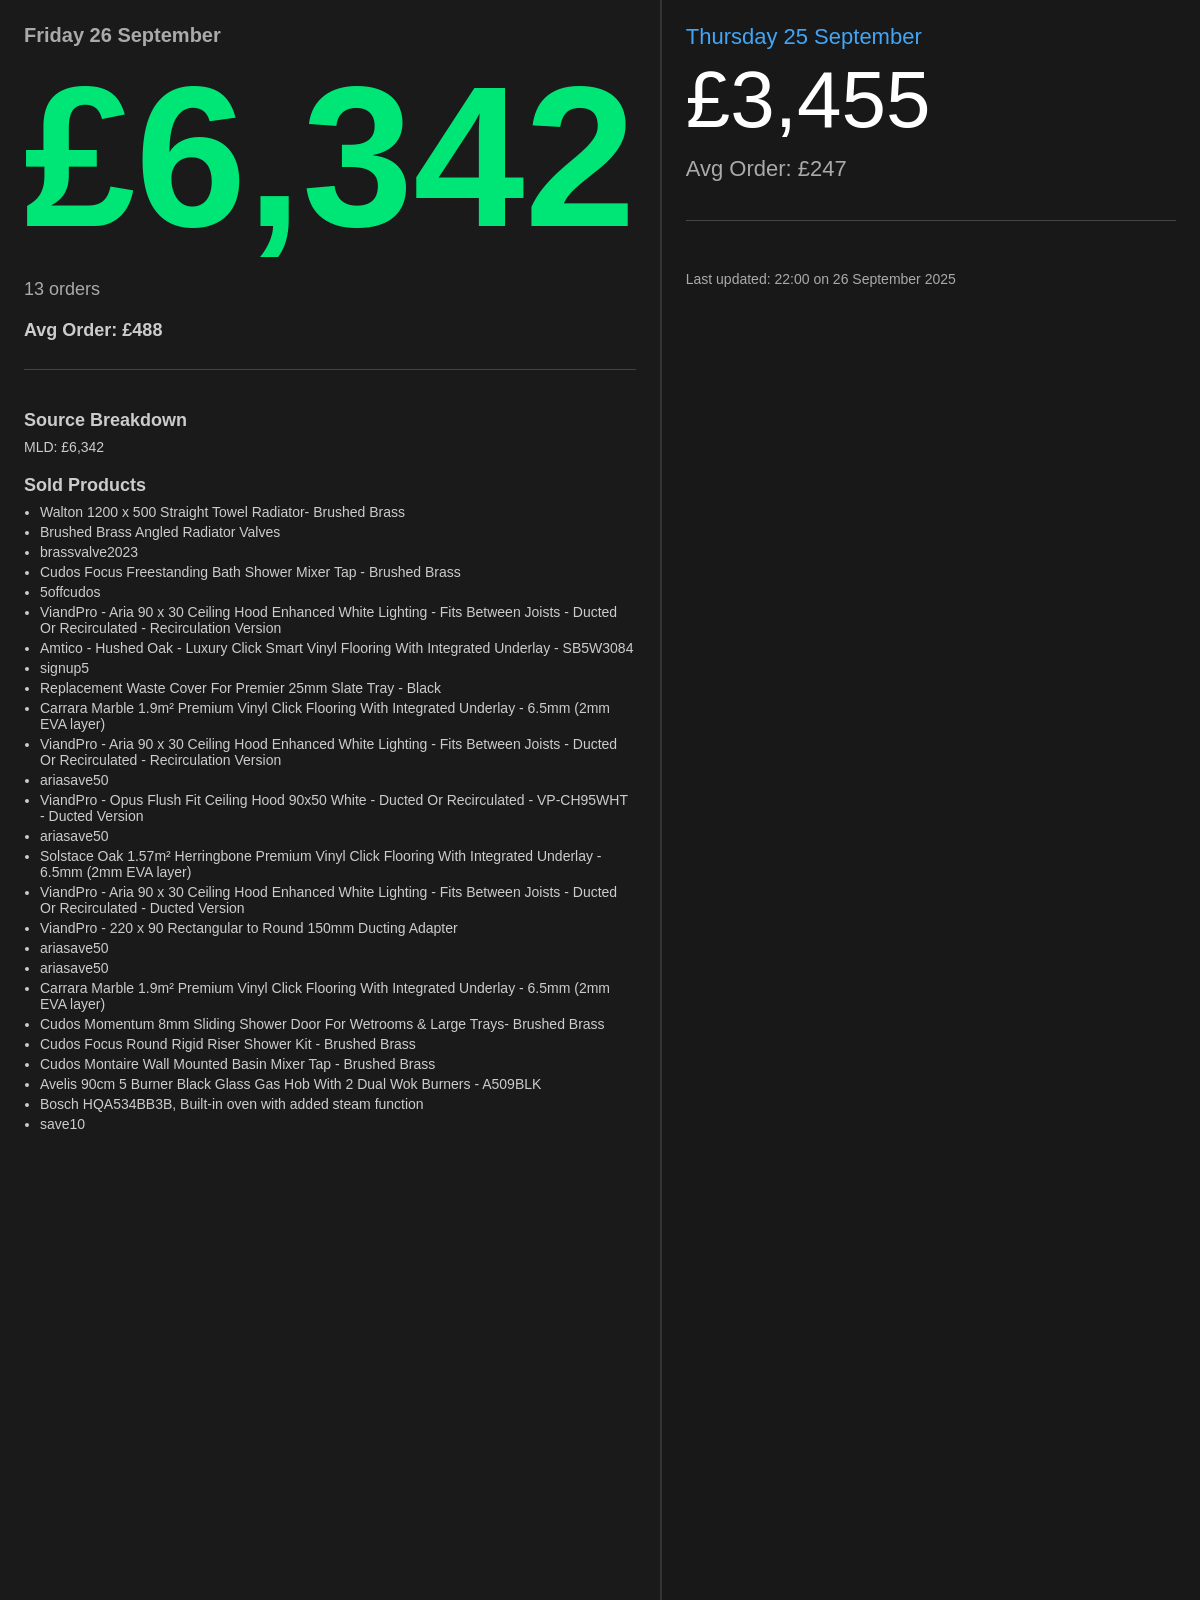 Friday 26 September
£6,342
13 orders
Avg Order: £488
Source Breakdown
MLD: £6,342
Sold Products
• Walton 1200 x 500 Straight Towel Radiator- Brushed Brass
• Brushed Brass Angled Radiator Valves
• brassvalve2023
• Cudos Focus Freestanding Bath Shower Mixer Tap - Brushed Brass
• 5offcudos
• ViandPro - Aria 90 x 30 Ceiling Hood Enhanced White Lighting - Fits Between Joists - Ducted
Or Recirculated - Recirculation Version
• Amtico - Hushed Oak - Luxury Click Smart Vinyl Flooring With Integrated Underlay - SB5W3084
• signup5
• Replacement Waste Cover For Premier 25mm Slate Tray - Black
• Carrara Marble 1.9m² Premium Vinyl Click Flooring With Integrated Underlay - 6.5mm (2mm
EVA layer)
• ViandPro - Aria 90 x 30 Ceiling Hood Enhanced White Lighting - Fits Between Joists - Ducted
Or Recirculated - Recirculation Version
• ariasave50
• ViandPro - Opus Flush Fit Ceiling Hood 90x50 White - Ducted Or Recirculated - VP-CH95WHT
- Ducted Version
• ariasave50
• Solstace Oak 1.57m² Herringbone Premium Vinyl Click Flooring With Integrated Underlay -
6.5mm (2mm EVA layer)
• ViandPro - Aria 90 x 30 Ceiling Hood Enhanced White Lighting - Fits Between Joists - Ducted
Or Recirculated - Ducted Version
• ViandPro - 220 x 90 Rectangular to Round 150mm Ducting Adapter
• ariasave50
• ariasave50
• Carrara Marble 1.9m² Premium Vinyl Click Flooring With Integrated Underlay - 6.5mm (2mm
EVA layer)
• Cudos Momentum 8mm Sliding Shower Door For Wetrooms & Large Trays- Brushed Brass
• Cudos Focus Round Rigid Riser Shower Kit - Brushed Brass
• Cudos Montaire Wall Mounted Basin Mixer Tap - Brushed Brass
• Avelis 90cm 5 Burner Black Glass Gas Hob With 2 Dual Wok Burners - A509BLK
• Bosch HQA534BB3B, Built-in oven with added steam function
• save10
Thursday 25 September
£3,455
Avg Order: £247
Last updated: 22:00 on 26 September 2025